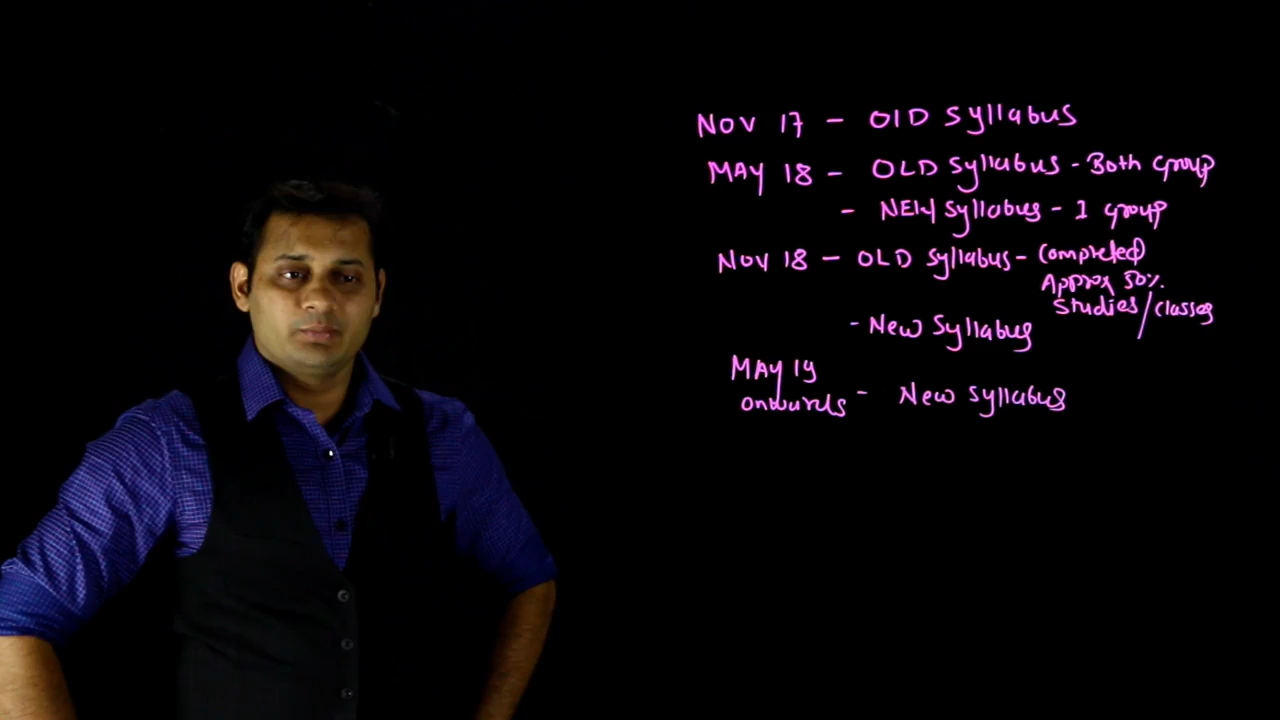 NOV 17 - OlD Syllabus
MAY 18 - OLD Syllabus - Both group
- NEW Syllabus - 1 group
NOV 18 - OLD Syllabus - Completed
Approx 50%
Studies/classes
- New Syllabus
MAY 19
onwards - New Syllabus